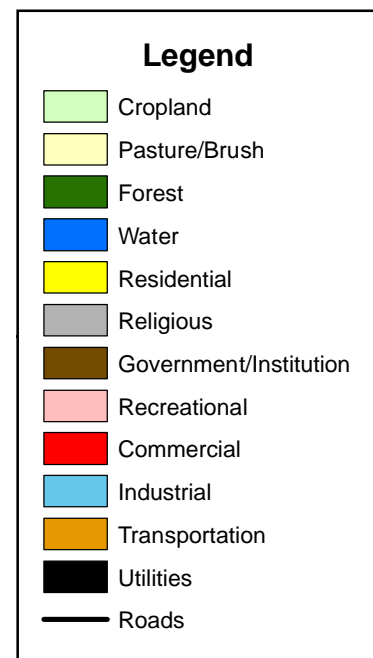 Legend
Cropland
Pasture/Brush
Forest
Water
Residential
Religious
Government/Institution
Recreational
Commercial
Industrial
Transportation
Utilities
Roads